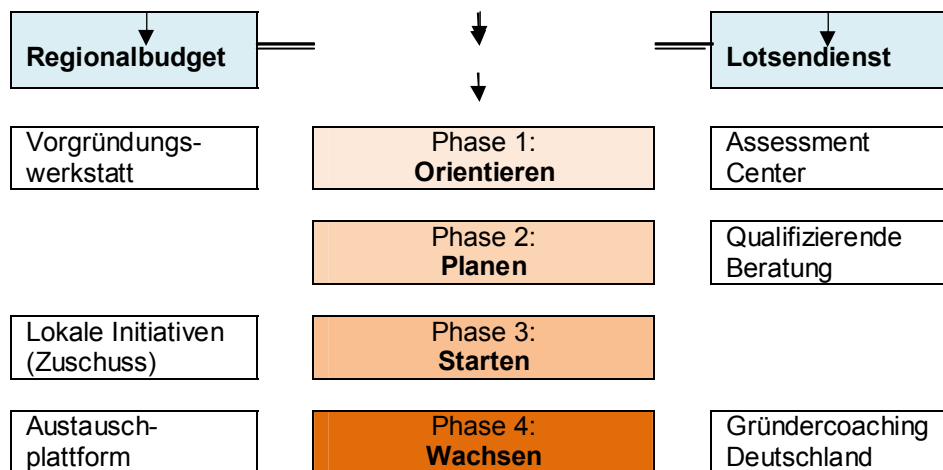 Regionalbudget
Lotsendienst
Vorgründungs-
werkstatt
Phase 1:
Orientieren
Assessment
Center
Phase 2:
Planen
Qualifizierende
Beratung
Lokale Initiativen
(Zuschuss)
Phase 3:
Starten
Austausch-
plattform
Phase 4:
Wachsen
Gründercoaching
Deutschland